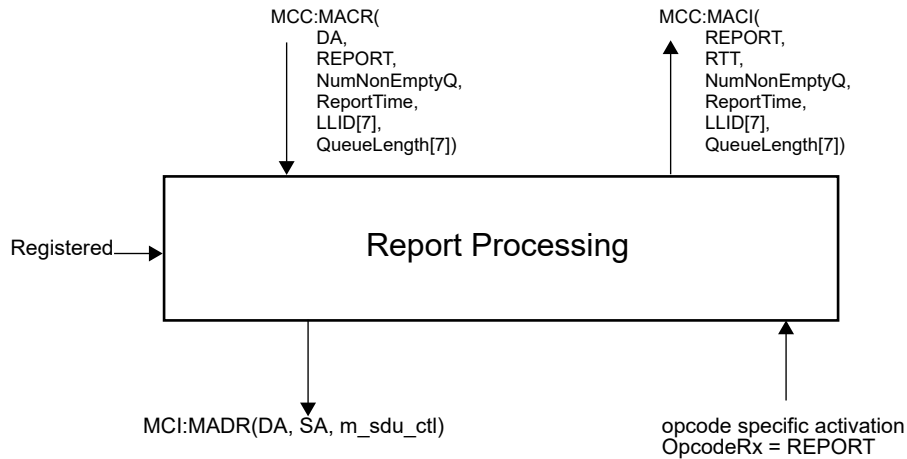 MCC:MACR(
DA,
REPORT,
NumNonEmptyQ,
ReportTime,
LLID[7],
QueueLength[7])
MCC:MACI(
REPORT,
RTT,
NumNonEmptyQ,
ReportTime,
LLID[7],
QueueLength[7])
Registered
Report Processing
MCI:MADR(DA, SA, m_sdu_ctl)
opcode specific activation
OpcodeRx = REPORT